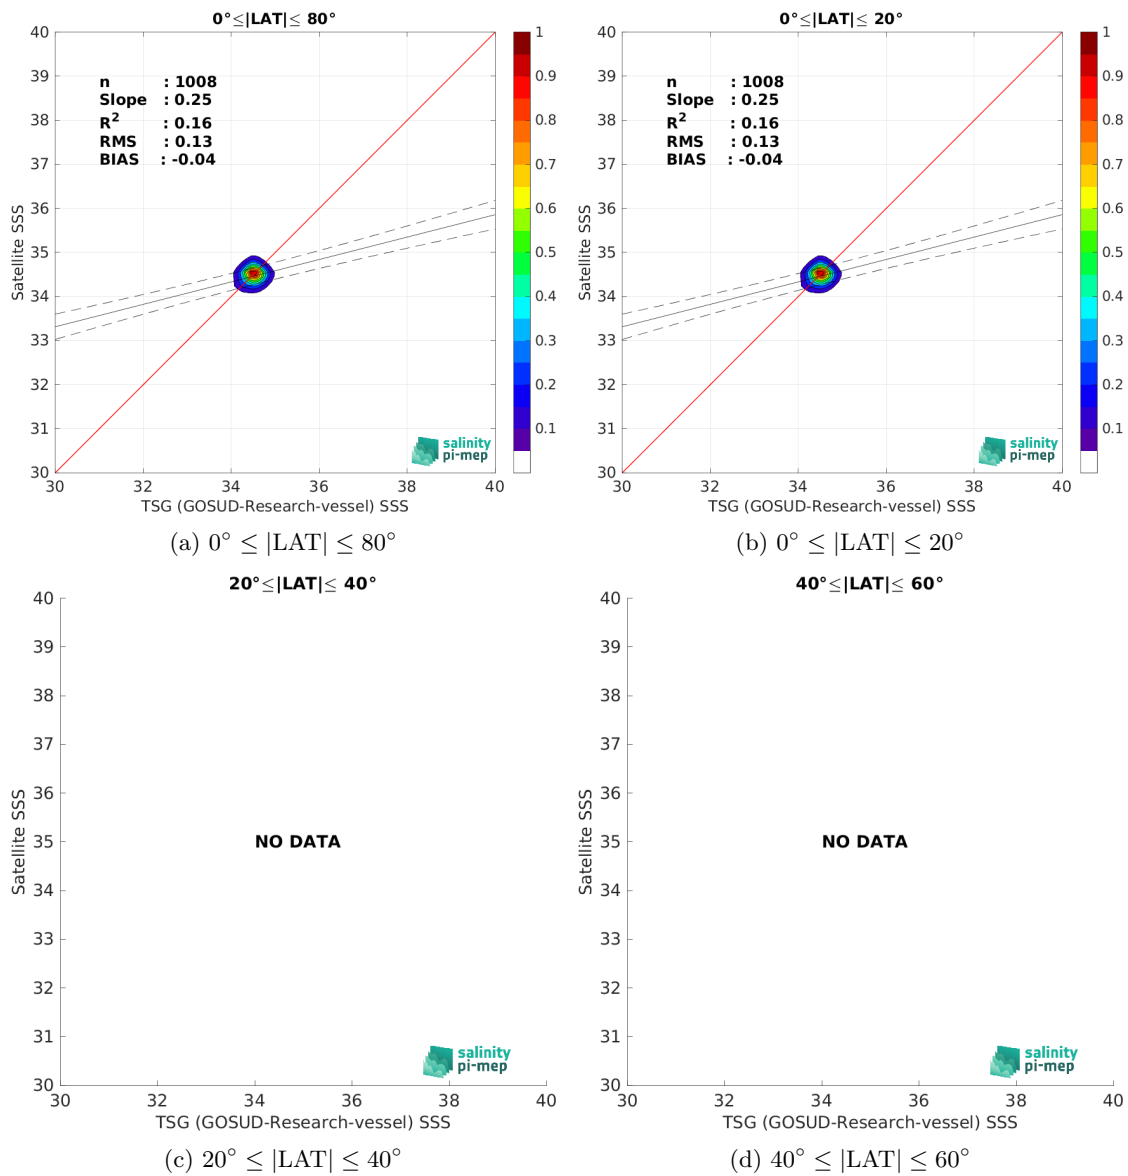 0°≤|LAT|≤ 80°
40
39
38
37
36
35
34
33
32
31
30
Satellite SSS
n : 1008
Slope : 0.25
R2 : 0.16
RMS : 0.13
BIAS : -0.04
1
0.9
0.8
0.7
0.6
0.5
0.4
0.3
0.2
0.1
salinity
pi-mep
30 32 34 36 38 40
TSG (GOSUD-Research-vessel) SSS
(a) 0° ≤ |LAT| ≤ 80°
0°≤|LAT|≤ 20°
40
39
38
37
36
35
34
33
32
31
30
Satellite SSS
n : 1008
Slope : 0.25
R2 : 0.16
RMS : 0.13
BIAS : -0.04
1
0.9
0.8
0.7
0.6
0.5
0.4
0.3
0.2
0.1
salinity
pi-mep
30 32 34 36 38 40
TSG (GOSUD-Research-vessel) SSS
(b) 0° ≤ |LAT| ≤ 20°
20°≤|LAT|≤ 40°
40
39
38
37
36
35
34
33
32
31
30
Satellite SSS
NO DATA
salinity
pi-mep
30 32 34 36 38 40
TSG (GOSUD-Research-vessel) SSS
(c) 20° ≤ |LAT| ≤ 40°
40°≤|LAT|≤ 60°
40
39
38
37
36
35
34
33
32
31
30
Satellite SSS
NO DATA
salinity
pi-mep
30 32 34 36 38 40
TSG (GOSUD-Research-vessel) SSS
(d) 40° ≤ |LAT| ≤ 60°